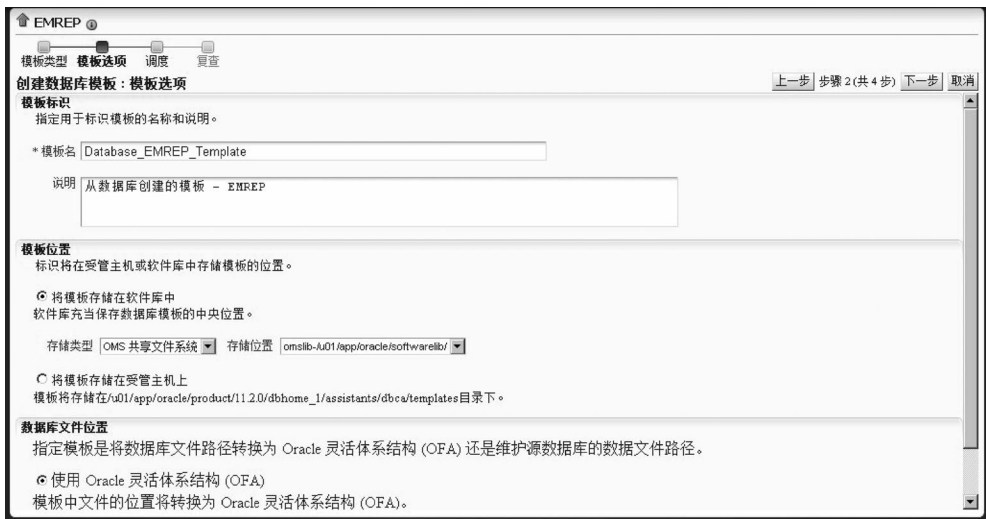 EMREP
模板类型 模板选项 调度 复查
创建数据库模板：模板选项
上一步 步骤 2 (共 4 步) 下一步 取消
模板标识
指定用于标识模板的名称和说明。
* 模板名 Database_EMREP_Template
说明 从数据库创建的模板 - EMREP
模板位置
标识将在受管主机或软件库中存储模板的位置。
将模板存储在软件库中
软件库充当保存数据库模板的中央位置。
存储类型 OMS 共享文件系统 存储位置 omslib-/u01/app/oracle/softwarelib/
将模板存储在受管主机上
模板将存储在/u01/app/oracle/product/11.2.0/dbhome_1/assistants/dbca/templates目录下。
数据库文件位置
指定模板是将数据库文件路径转换为 Oracle 灵活体系结构 (OFA) 还是维护源数据库的数据文件路径。
使用 Oracle 灵活体系结构 (OFA)
模板中文件的位置将转换为 Oracle 灵活体系结构 (OFA)。